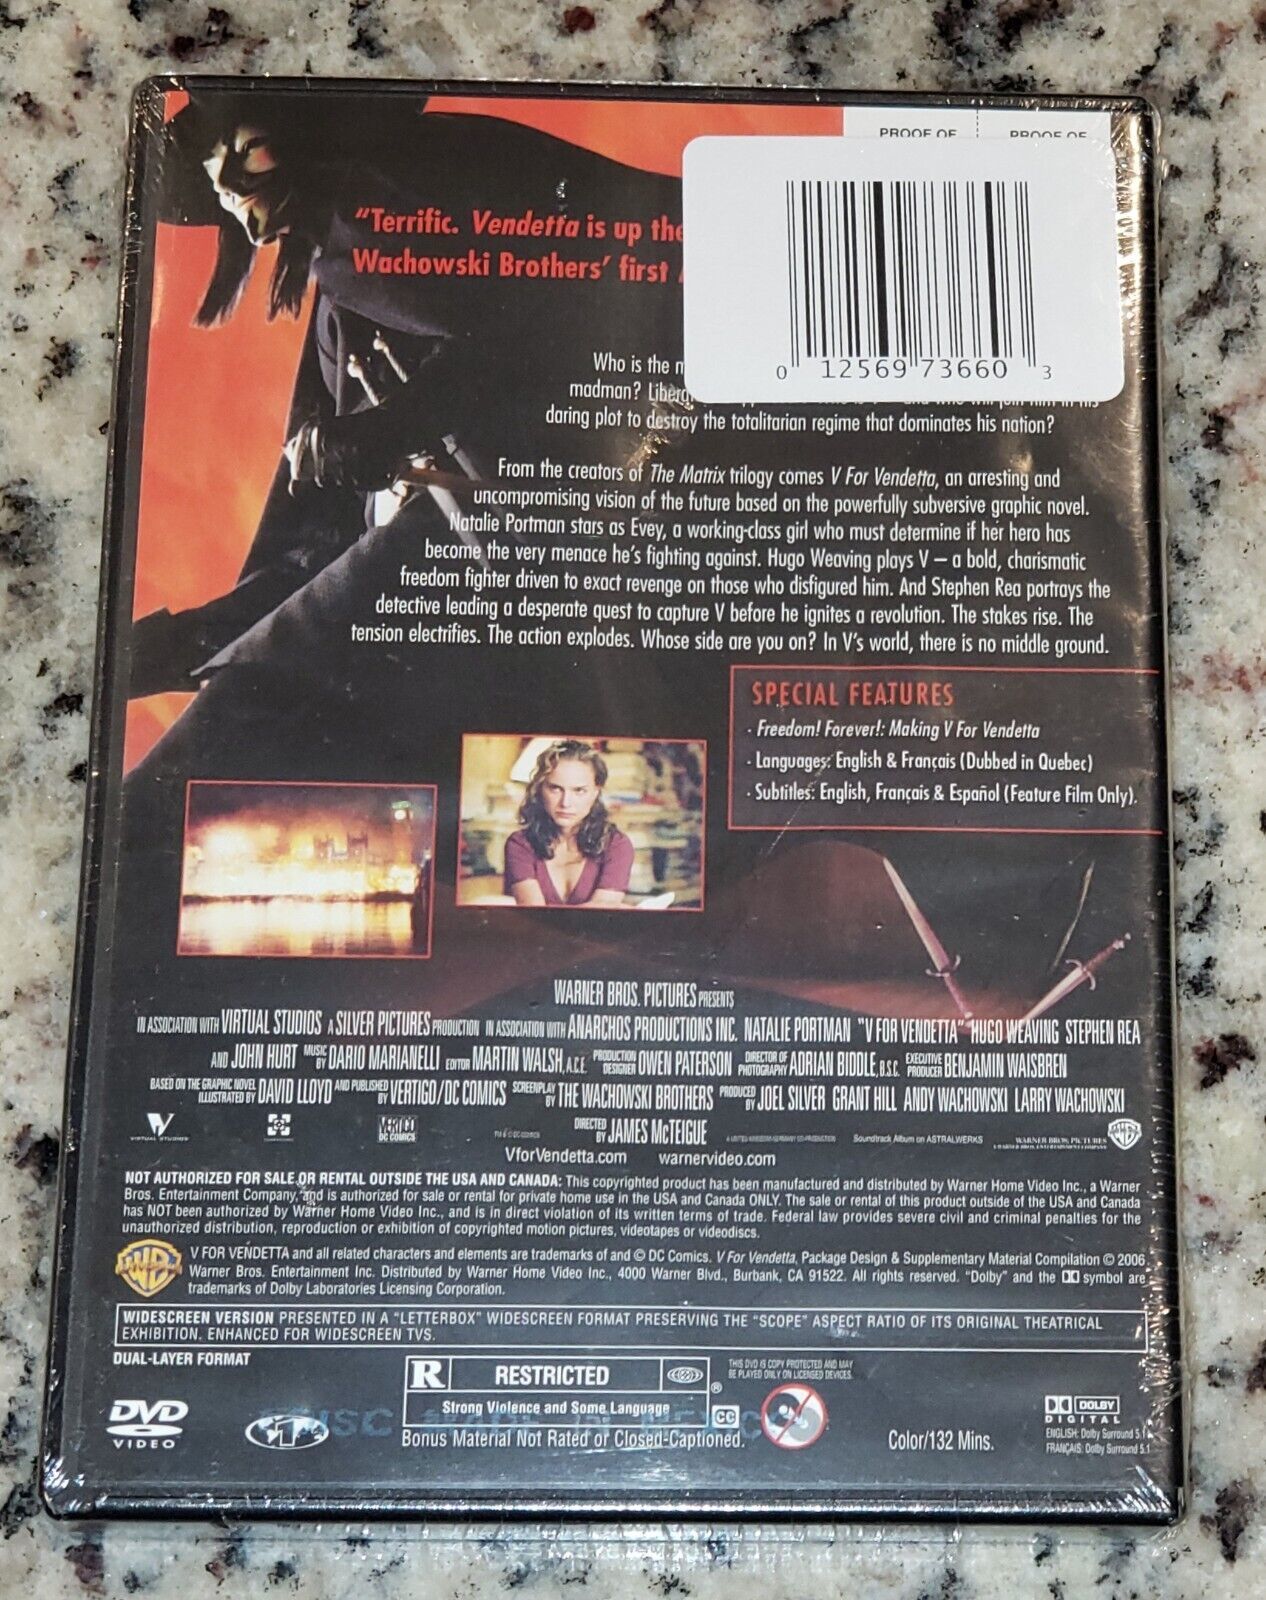 PROOF OF PROOF OF
"Terrific. Vendetta is up the
Wachowski Brothers' first
0 12569 73660 3
Who is the
madman?
daring plot to destroy the totalitarian regime that dominates his nation?
From the creators of The Matrix trilogy comes V For Vendetta, an arresting and
uncompromising vision of the future based on the powerfully subversive graphic novel.
Natalie Portman stars as Evey, a working-class girl who must determine if her hero has
become the very menace he's fighting against. Hugo Weaving plays V – a bold, charismatic
freedom fighter driven to exact revenge on those who disfigured him. And Stephen Rea portrays the
detective leading a desperate quest to capture V before he ignites a revolution. The stakes rise. The
tension electrifies. The action explodes. Whose side are you on? In V's world, there is no middle ground.
SPECIAL FEATURES
· Freedom! Forever!: Making V For Vendetta
· Languages: English & Français (Dubbed in Quebec)
· Subtitles: English, Français & Español (Feature Film Only).
WARNER BROS. PICTURES PRESENTS
IN ASSOCIATION WITH VIRTUAL STUDIOS A SILVER PICTURES PRODUCTION IN ASSOCIATION WITH ANARCHOS PRODUCTIONS INC. NATALIE PORTMAN "V FOR VENDETTA" HUGO WEAVING STEPHEN REA
AND JOHN HURT MUSIC BY DARIO MARIANELLI EDITOR MARTIN WALSH, A.C.E. PRODUCTION DESIGNER OWEN PATERSON DIRECTOR OF PHOTOGRAPHY ADRIAN BIDDLE, B.S.C. EXECUTIVE PRODUCER BENJAMIN WAISBREN
BASED ON THE GRAPHIC NOVEL ILLUSTRATED BY DAVID LLOYD AND PUBLISHED BY VERTIGO/DC COMICS SCREENPLAY BY THE WACHOWSKI BROTHERS PRODUCED BY JOEL SILVER GRANT HILL ANDY WACHOWSKI LARRY WACHOWSKI
VIRTUAL STUDIOS VERTIGO DC COMICS TM & © DC COMICS DIRECTED BY JAMES McTEIGUE A UNITED KINGDOM-GERMANY CO-PRODUCTION Soundtrack Album on ASTRALWERKS WARNER BROS. PICTURES
VforVendetta.com warnervideo.com
NOT AUTHORIZED FOR SALE OR RENTAL OUTSIDE THE USA AND CANADA: This copyrighted product has been manufactured and distributed by Warner Home Video Inc., a Warner
Bros. Entertainment Company, and is authorized for sale or rental for private home use in the USA and Canada ONLY. The sale or rental of this product outside of the USA and Canada
has NOT been authorized by Warner Home Video Inc., and is in direct violation of its written terms of trade. Federal law provides severe civil and criminal penalties for the
unauthorized distribution, reproduction or exhibition of copyrighted motion pictures, videotapes or videodiscs.
V FOR VENDETTA and all related characters and elements are trademarks of and © DC Comics. V For Vendetta, Package Design & Supplementary Material Compilation © 2006
Warner Bros. Entertainment Inc. Distributed by Warner Home Video Inc., 4000 Warner Blvd., Burbank, CA 91522. All rights reserved. "Dolby" and the DD symbol are
trademarks of Dolby Laboratories Licensing Corporation.
WIDESCREEN VERSION PRESENTED IN A "LETTERBOX" WIDESCREEN FORMAT PRESERVING THE "SCOPE" ASPECT RATIO OF ITS ORIGINAL THEATRICAL
EXHIBITION. ENHANCED FOR WIDESCREEN TVS.
DUAL-LAYER FORMAT
R RESTRICTED ®
Strong Violence and Some Language
THIS DVD IS COPY PROTECTED AND MAY
BE PLAYED ONLY ON LICENSED DEVICES.
DVD
VIDEO
1
CC
Bonus Material Not Rated or Closed-Captioned.
Color/132 Mins.
DOLBY
DIGITAL
ENGLISH: Dolby Surround 5.1
FRANÇAIS: Dolby Surround 5.1